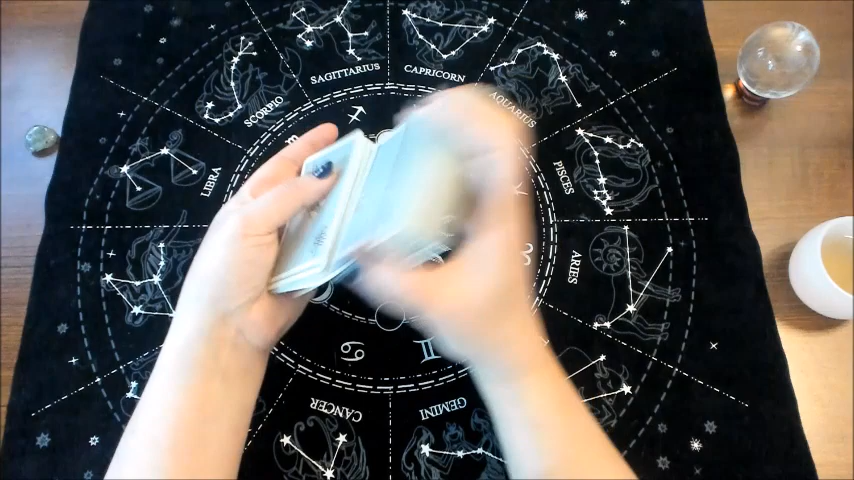 SAGITTARIUS
CAPRICORN
SCORPIO
AQUARIUS
LIBRA
PISCES
ARIES
CANCER
GEMINI